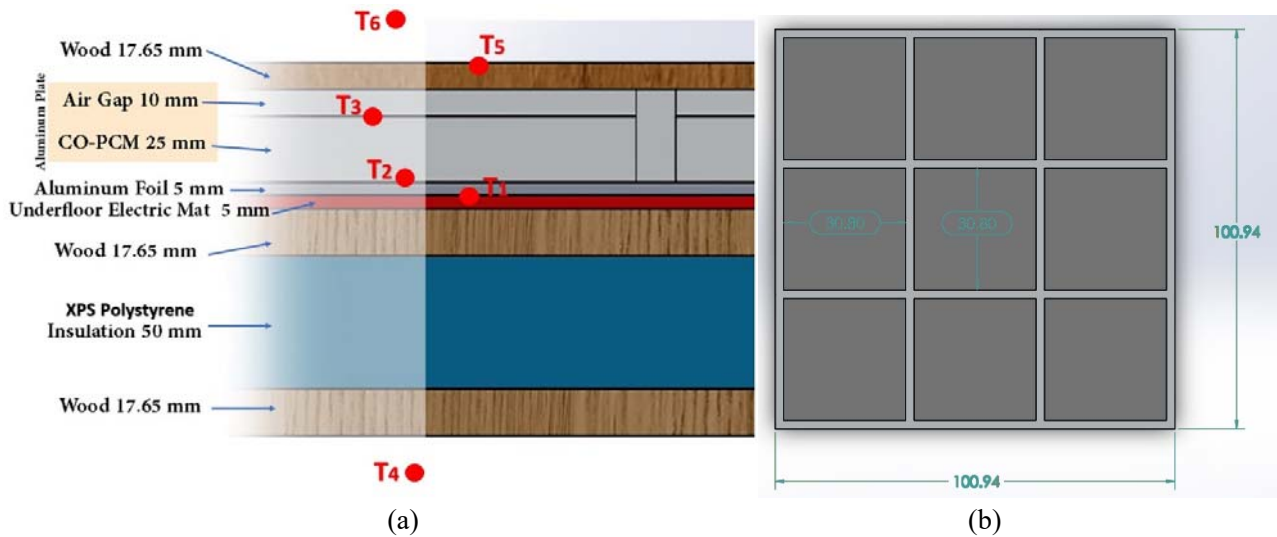 T6
Wood 17.65 mm
T5
Aluminum Plate
Air Gap 10 mm
T3
CO-PCM 25 mm
T2
Aluminum Foil 5 mm
T1
Underfloor Electric Mat 5 mm
Wood 17.65 mm
XPS Polystyrene
Insulation 50 mm
Wood 17.65 mm
T4
(a)
30.80
30.80
100.94
100.94
(b)